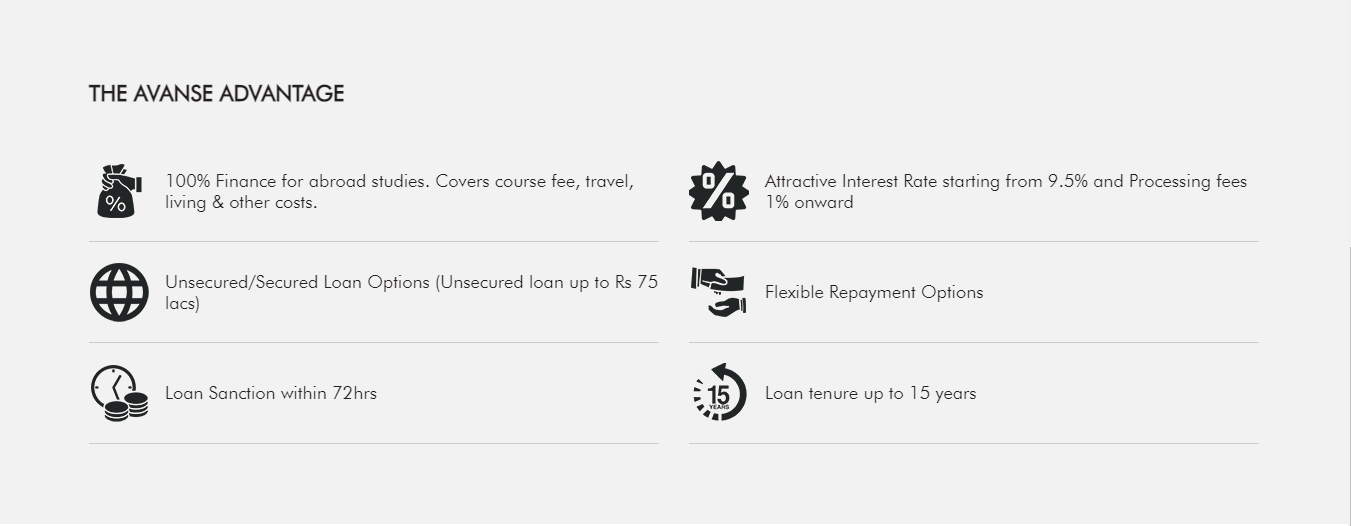 THE AVANSE ADVANTAGE
100% Finance for abroad studies. Covers course fee, travel,
living & other costs.
Attractive Interest Rate starting from 9.5% and Processing fees
1% onward
Unsecured/Secured Loan Options (Unsecured loan up to Rs 75
lacs)
Flexible Repayment Options
Loan Sanction within 72hrs
15
YEARS
Loan tenure up to 15 years